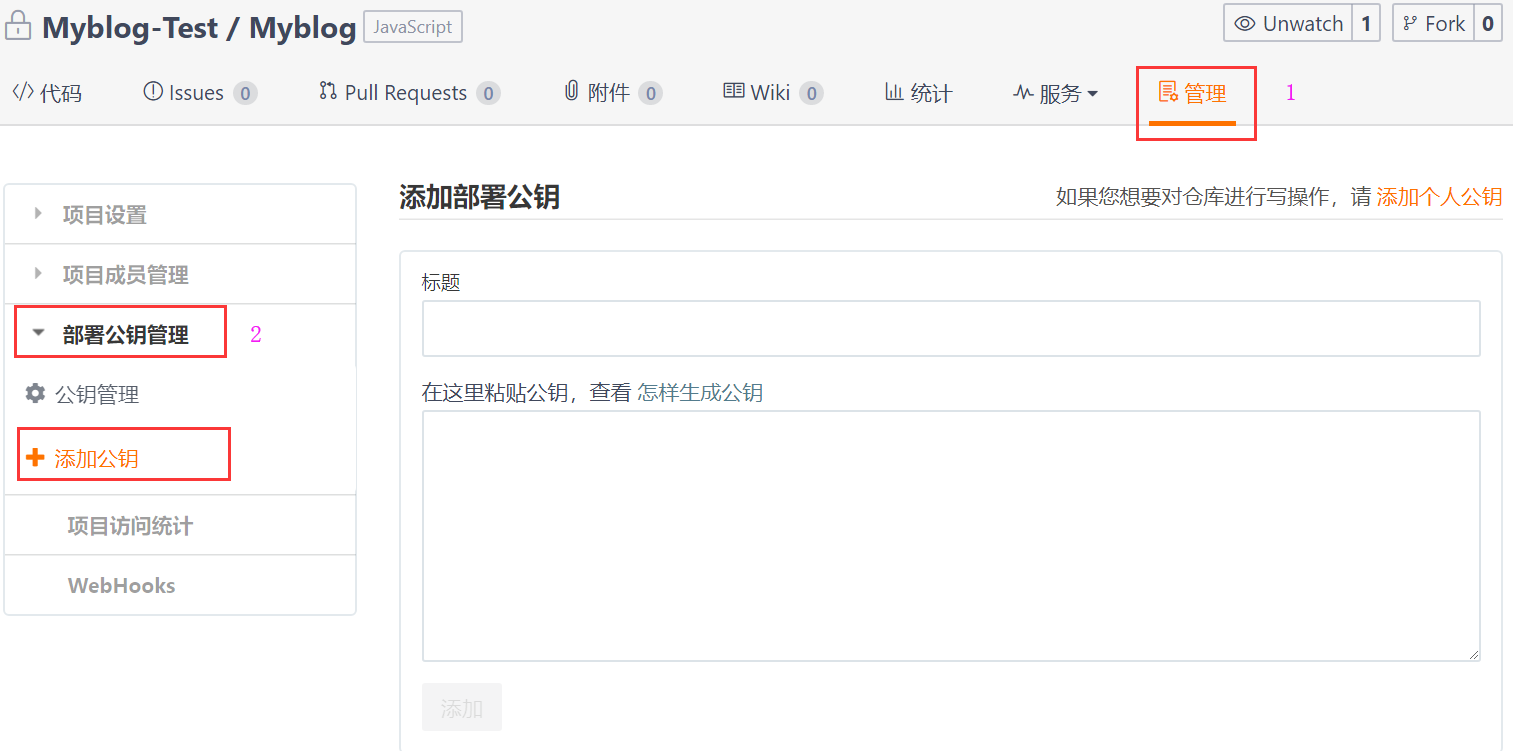 Myblog-Test / Myblog JavaScript Unwatch 1 Fork 0
代码 Issues 0 Pull Requests 0 附件 0 Wiki 0 统计 服务 管理 1
项目设置
项目成员管理
部署公钥管理 2
公钥管理
添加公钥
项目访问统计
WebHooks
添加部署公钥 如果您想要对仓库进行写操作，请 添加个人公钥
标题
在这里粘贴公钥，查看 怎样生成公钥
添加